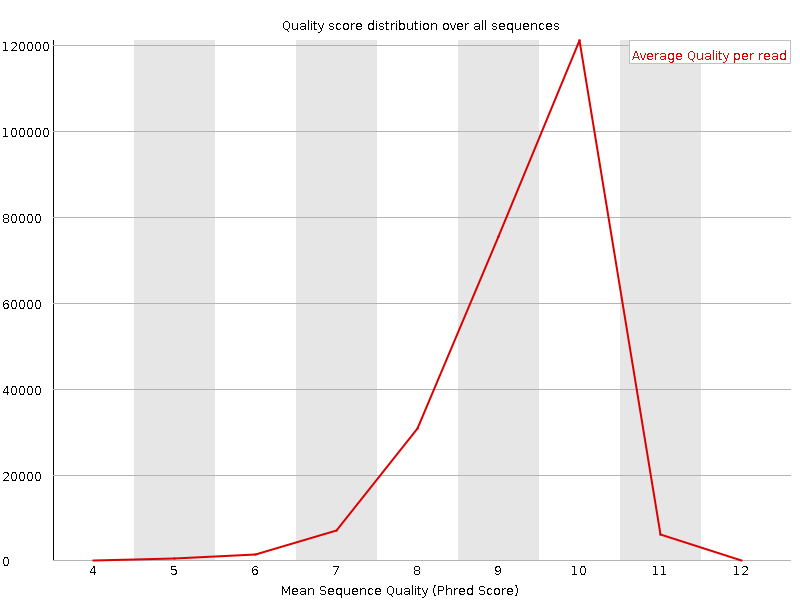 Quality score distribution over all sequences
Average Quality per read
120000
100000
80000
60000
40000
20000
0
4 5 6 7 8 9 10 11 12
Mean Sequence Quality (Phred Score)